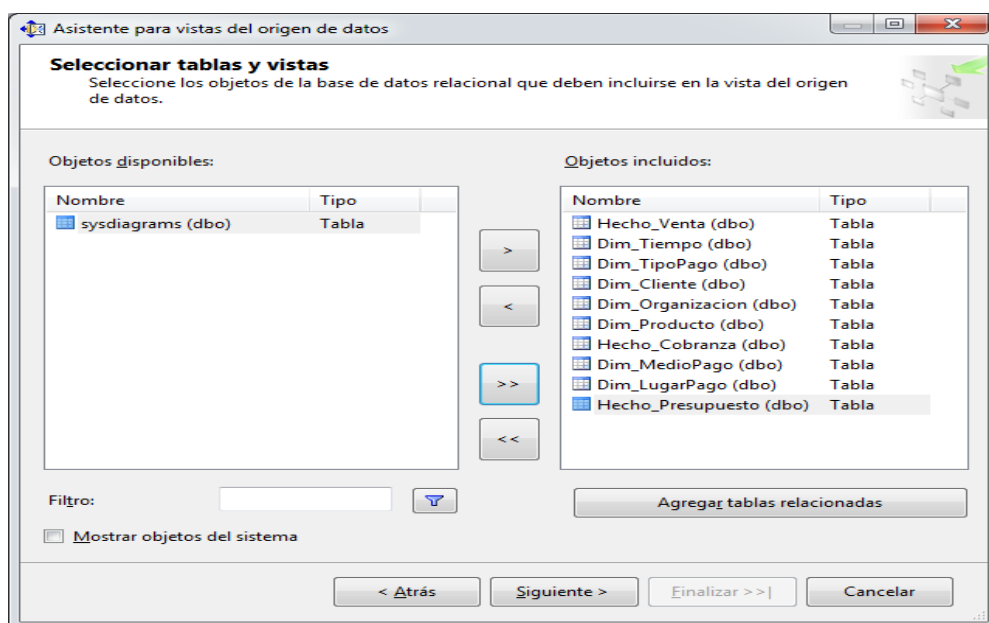 Asistente para vistas del origen de datos
Seleccionar tablas y vistas
Seleccione los objetos de la base de datos relacional que deben incluirse en la vista del origen
de datos.
Objetos disponibles:
Nombre Tipo
sysdiagrams (dbo) Tabla
>
<
>>
<<
Objetos incluidos:
Nombre Tipo
Hecho_Venta (dbo) Tabla
Dim_Tiempo (dbo) Tabla
Dim_TipoPago (dbo) Tabla
Dim_Cliente (dbo) Tabla
Dim_Organizacion (dbo) Tabla
Dim_Producto (dbo) Tabla
Hecho_Cobranza (dbo) Tabla
Dim_MedioPago (dbo) Tabla
Dim_LugarPago (dbo) Tabla
Hecho_Presupuesto (dbo) Tabla
Filtro:
Agregar tablas relacionadas
Mostrar objetos del sistema
< Atrás Siguiente > Finalizar >>| Cancelar